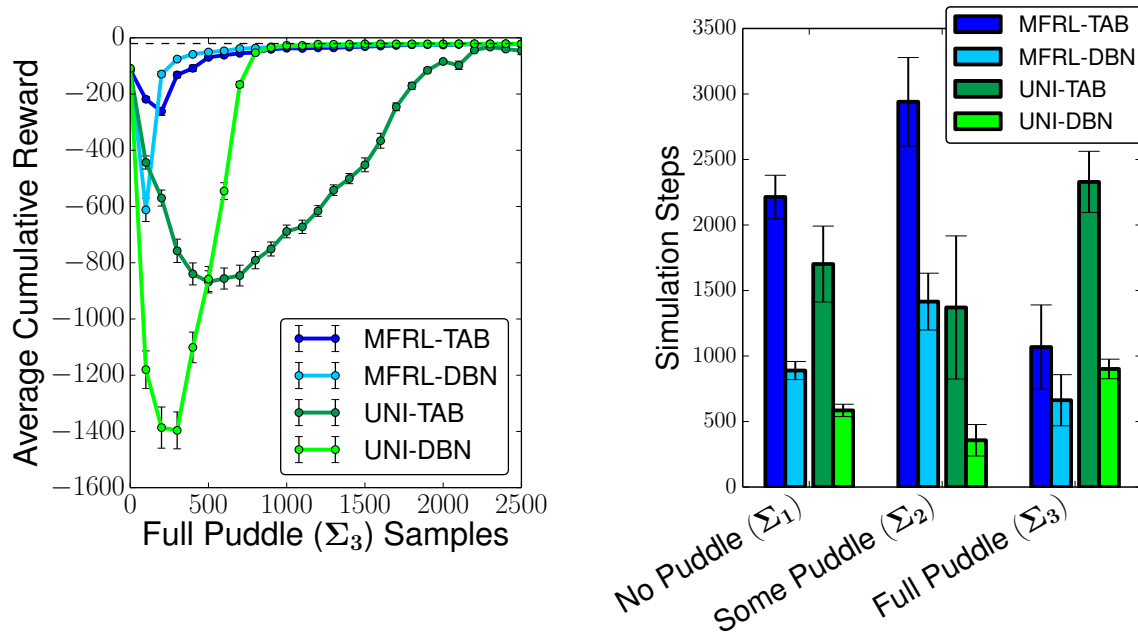 0
−200
−400
−600
−800
−1000
−1200
−1400
−1600
Average Cumulative Reward
0 500 1000 1500 2000 2500
Full Puddle (Σ₃) Samples
MFRL-TAB
MFRL-DBN
UNI-TAB
UNI-DBN
3500
3000
2500
2000
1500
1000
500
0
Simulation Steps
No Puddle (Σ₁)
Some Puddle (Σ₂)
Full Puddle (Σ₃)
MFRL-TAB
MFRL-DBN
UNI-TAB
UNI-DBN